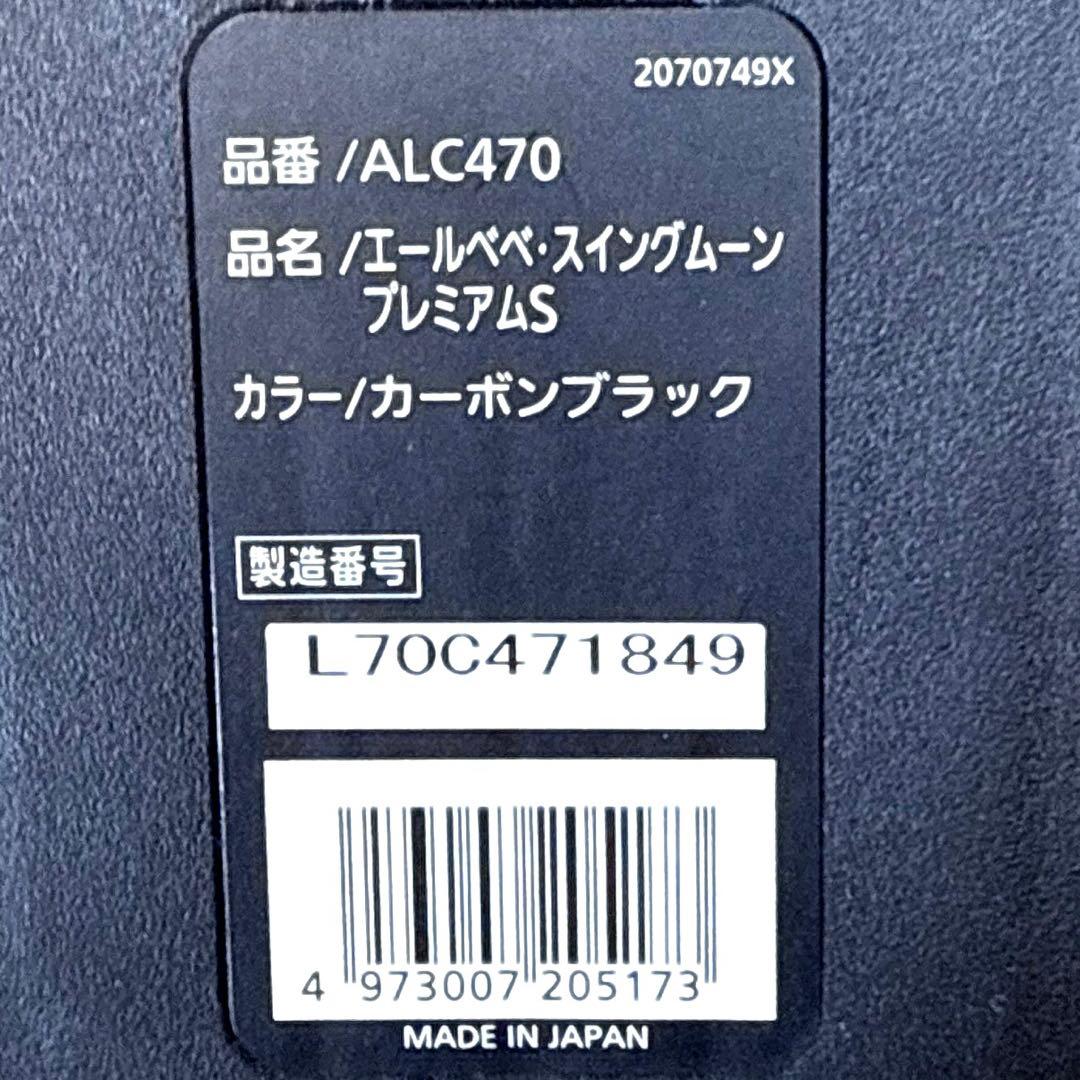 2070749X
品番 /ALC470
品名 /エールベベ・スイングムーン
プレミアムS
カラー/カーボンブラック
製造番号
L70C471849
4 973007 205173
MADE IN JAPAN